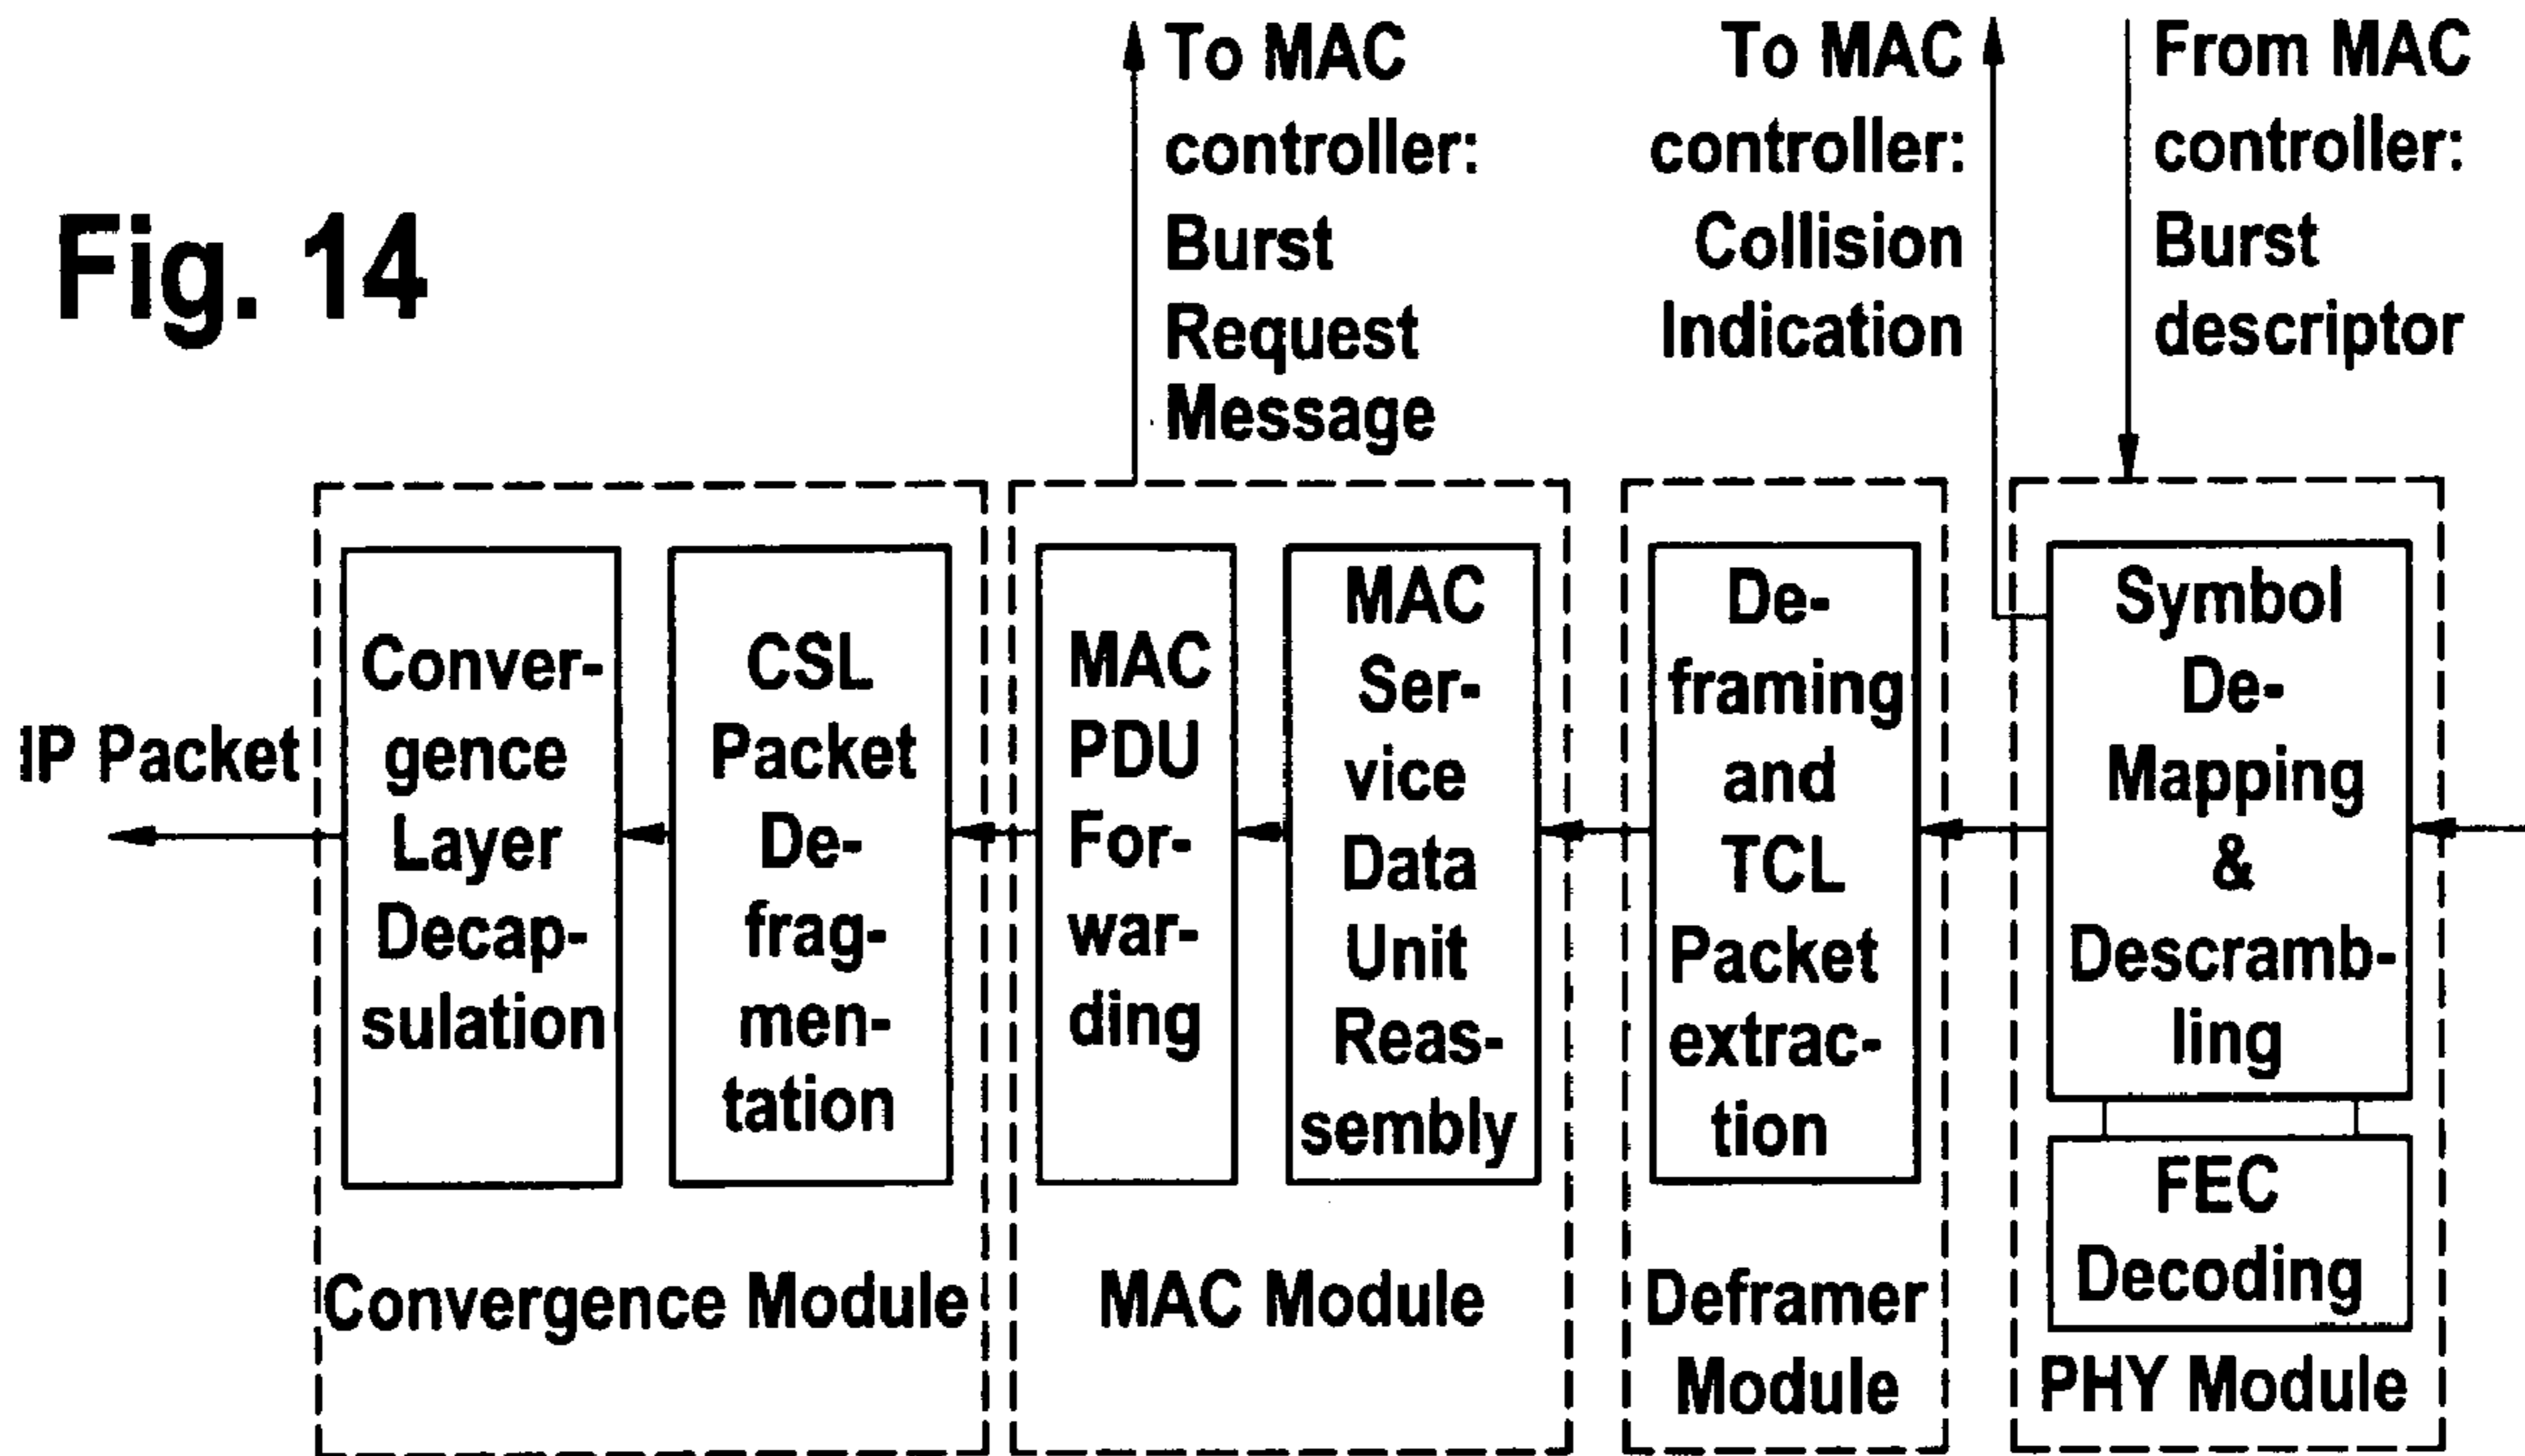 Fig. 14
To MAC
controller:
Burst
Request
Message
To MAC
controller:
Collision
Indication
From MAC
controller:
Burst
descriptor
IP Packet
Conver-
gence
Layer
Decap-
sulation
CSL
Packet
De-
frag-
men-
tation
Convergence Module
MAC
PDU
For-
war-
ding
MAC
Ser-
vice
Data
Unit
Reas-
sembly
MAC Module
De-
framing
and
TCL
Packet
extrac-
tion
Deframer
Module
Symbol
De-
Mapping
&
Descramb-
ling
FEC
Decoding
PHY Module